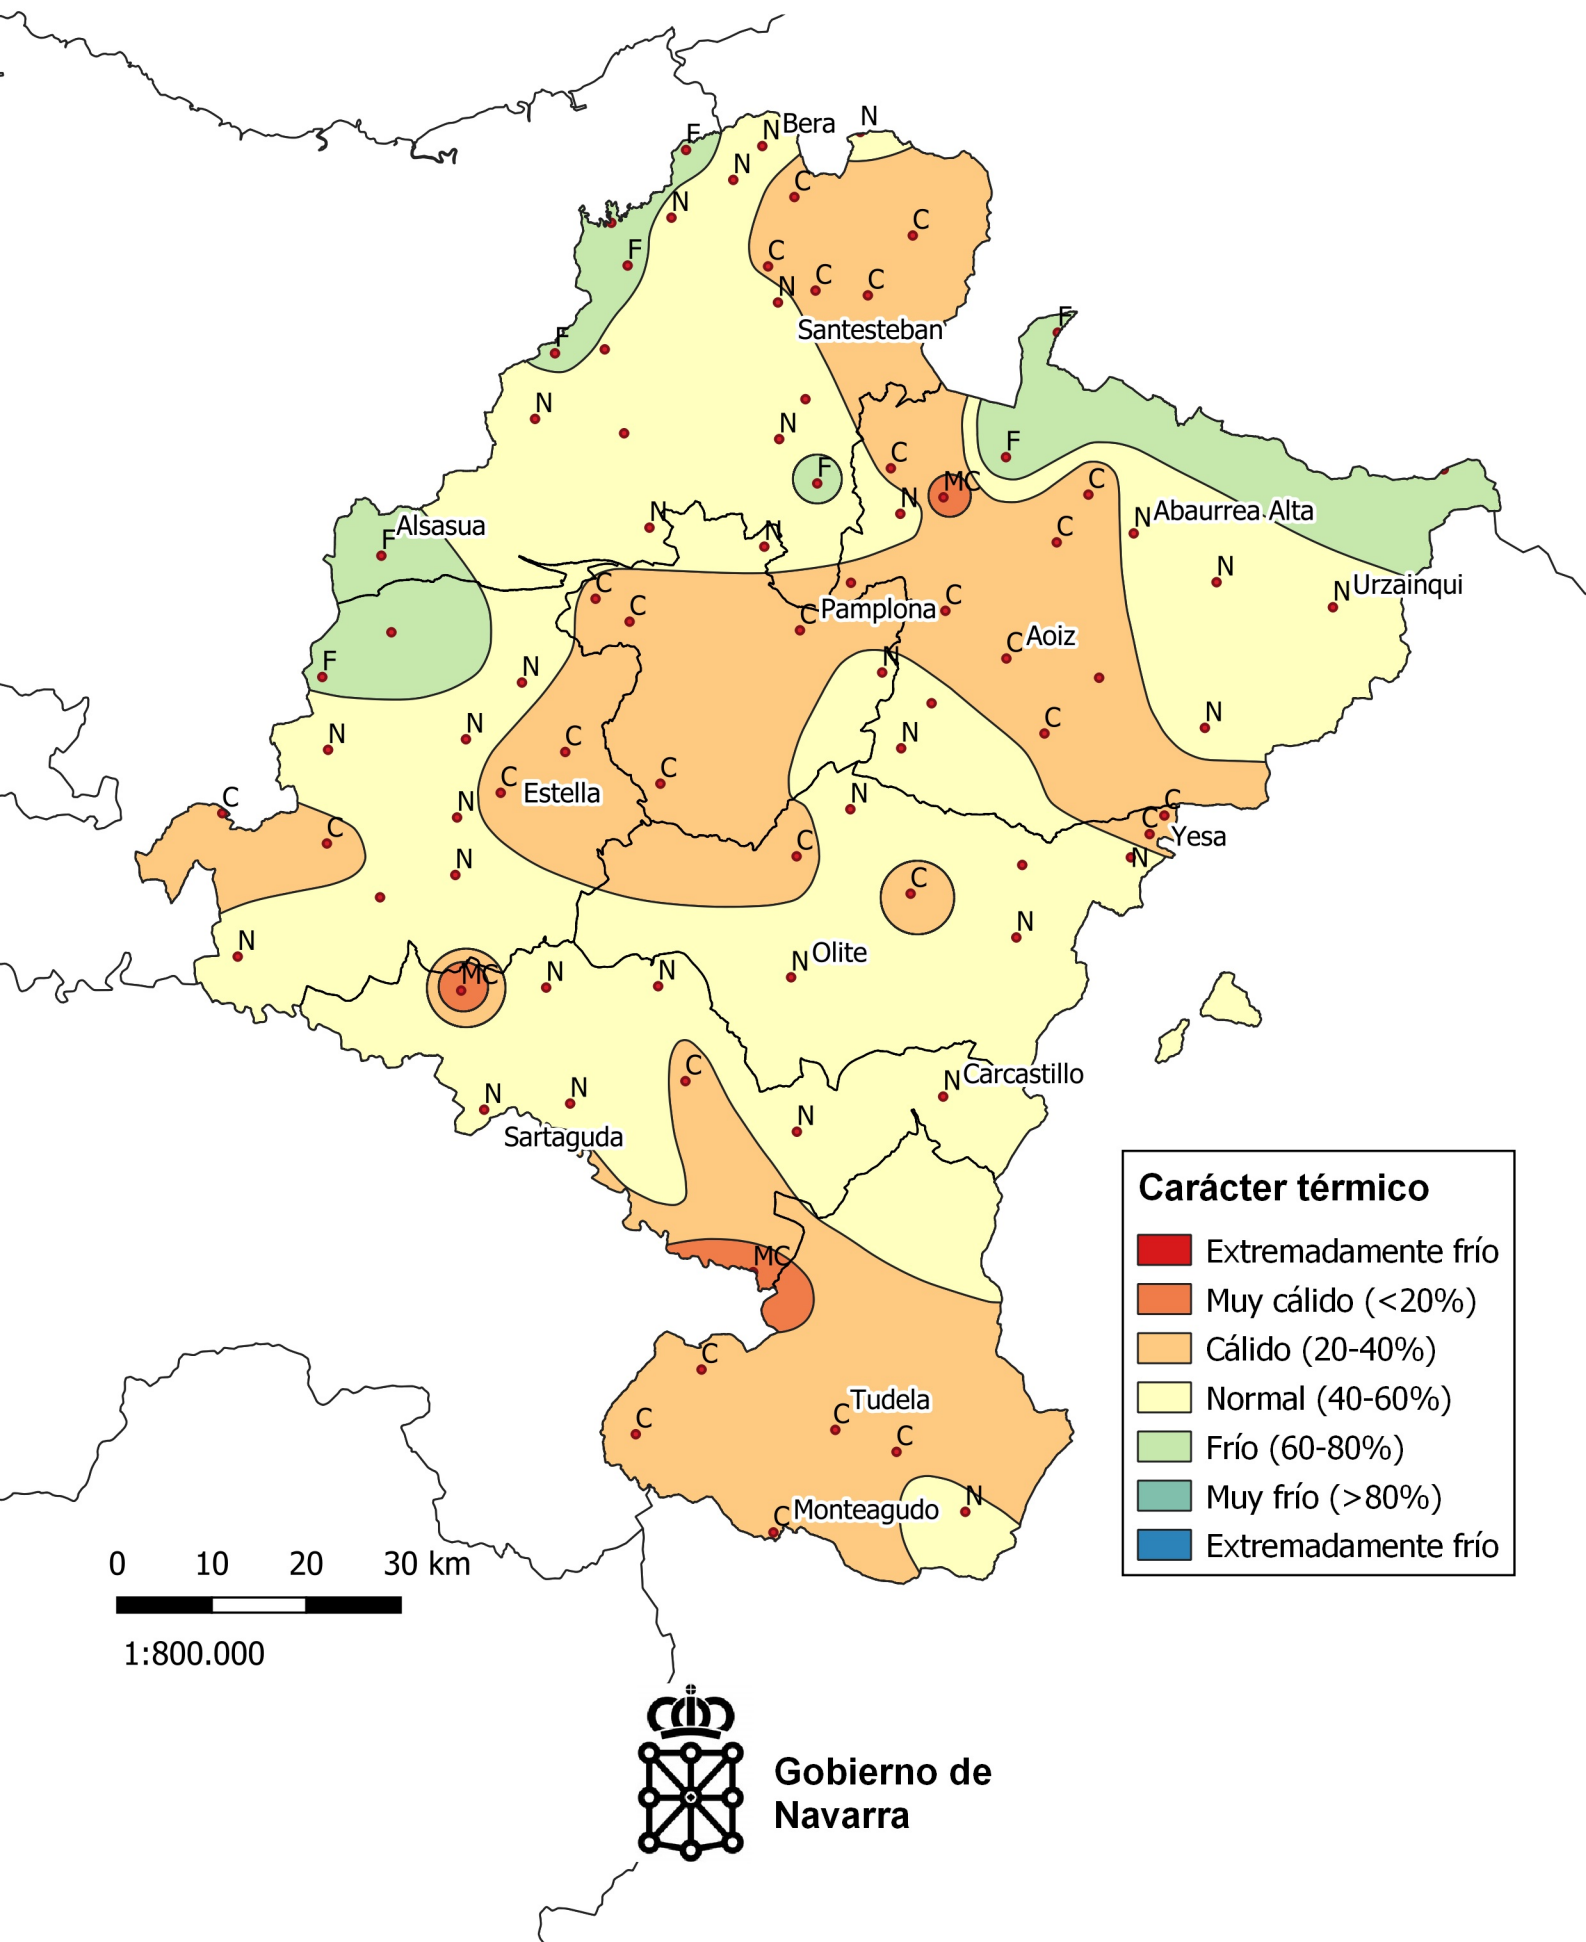 F
N Bera
N
N
C
N
C
F
C
C
C
N
Santesteban
F
F
N
N
F
C
F
MC
C
N
N
N
C
N Abaurrea Alta
F Alsasua
N
N Urzainqui
C
C
C Pamplona
C
C Aoiz
N
F
N
N
N
C
N
N
C
C Estella
C
N
N
C
C
C
C
C Yesa
N
N
C
N
N
MC
N
N
N Olite
C
N Carcastillo
N
N
N
Sartaguda
MC
C
C
C Tudela
C
N
C Monteagudo
Carácter térmico
Extremadamente frío
Muy cálido (<20%)
Cálido (20-40%)
Normal (40-60%)
Frío (60-80%)
Muy frío (>80%)
Extremadamente frío
0 10 20 30 km
1:800.000
Gobierno de
Navarra